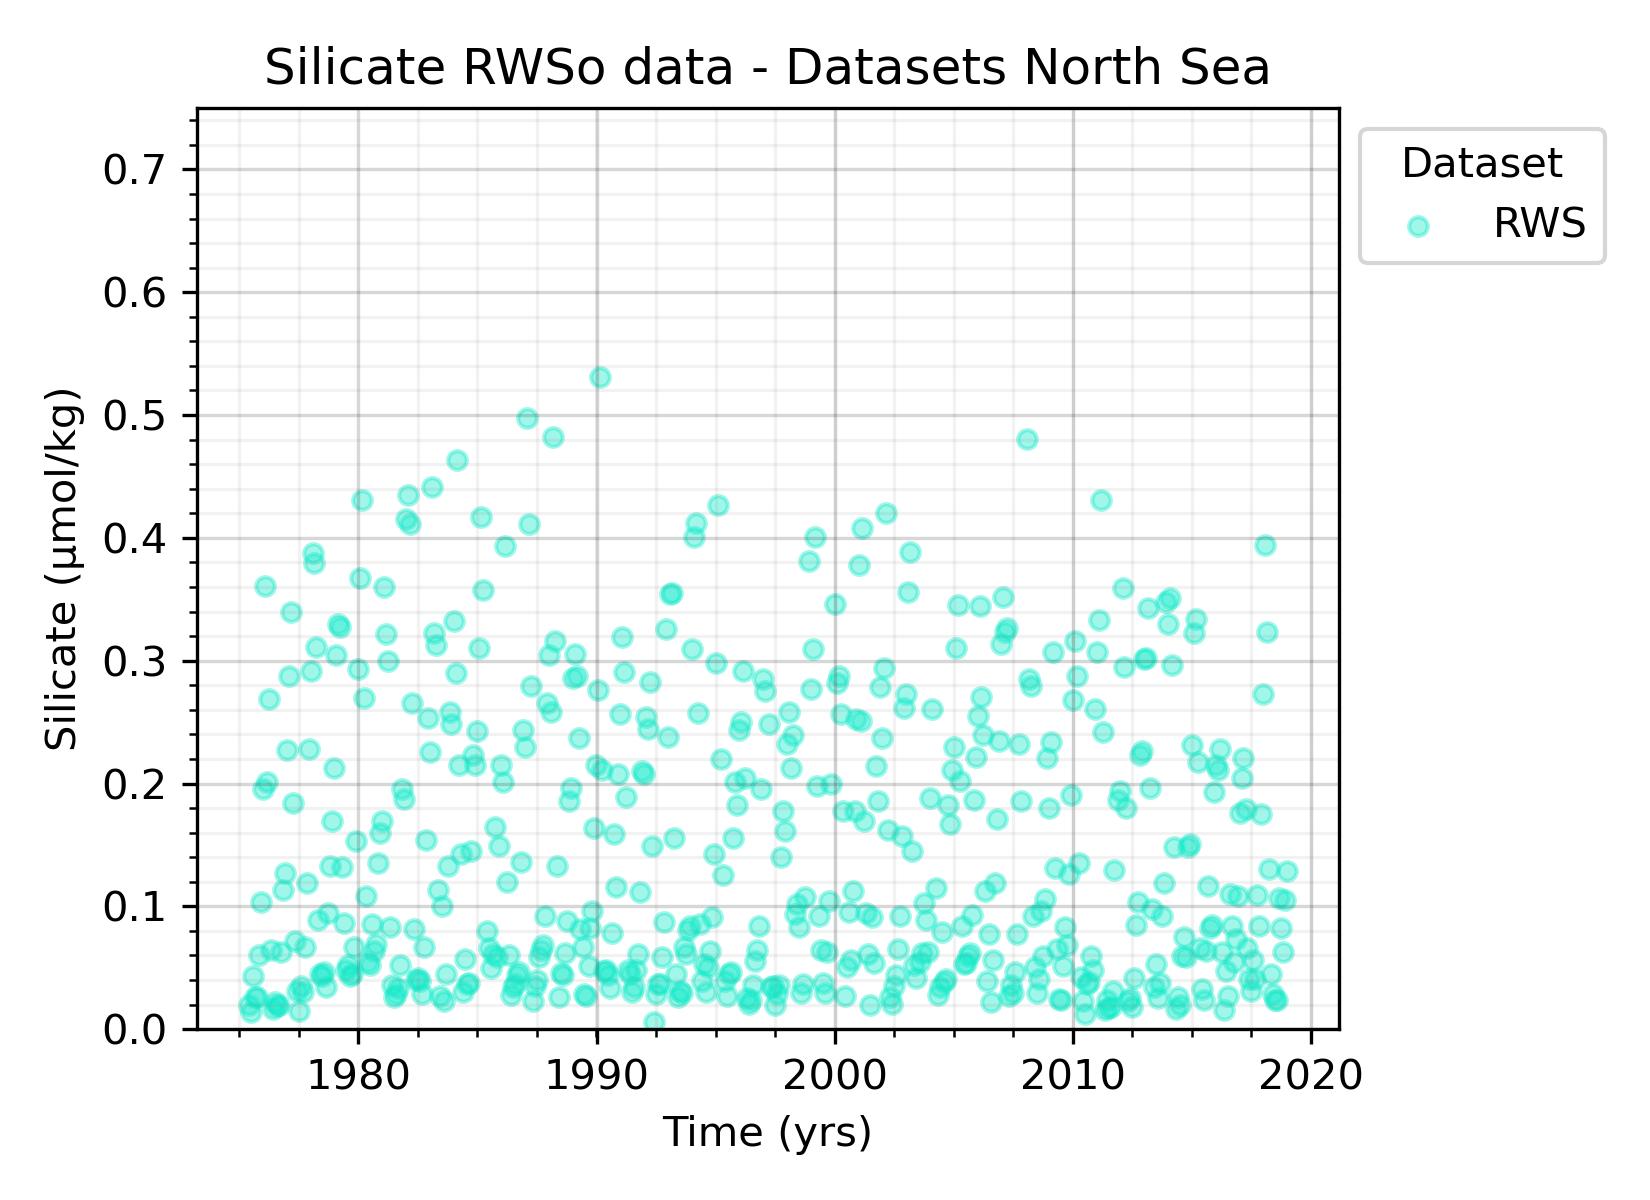 Silicate RWSo data - Datasets North Sea
Dataset
RWS
0.7
0.6
0.5
0.4
0.3
0.2
0.1
0.0
Silicate (µmol/kg)
1980 1990 2000 2010 2020
Time (yrs)